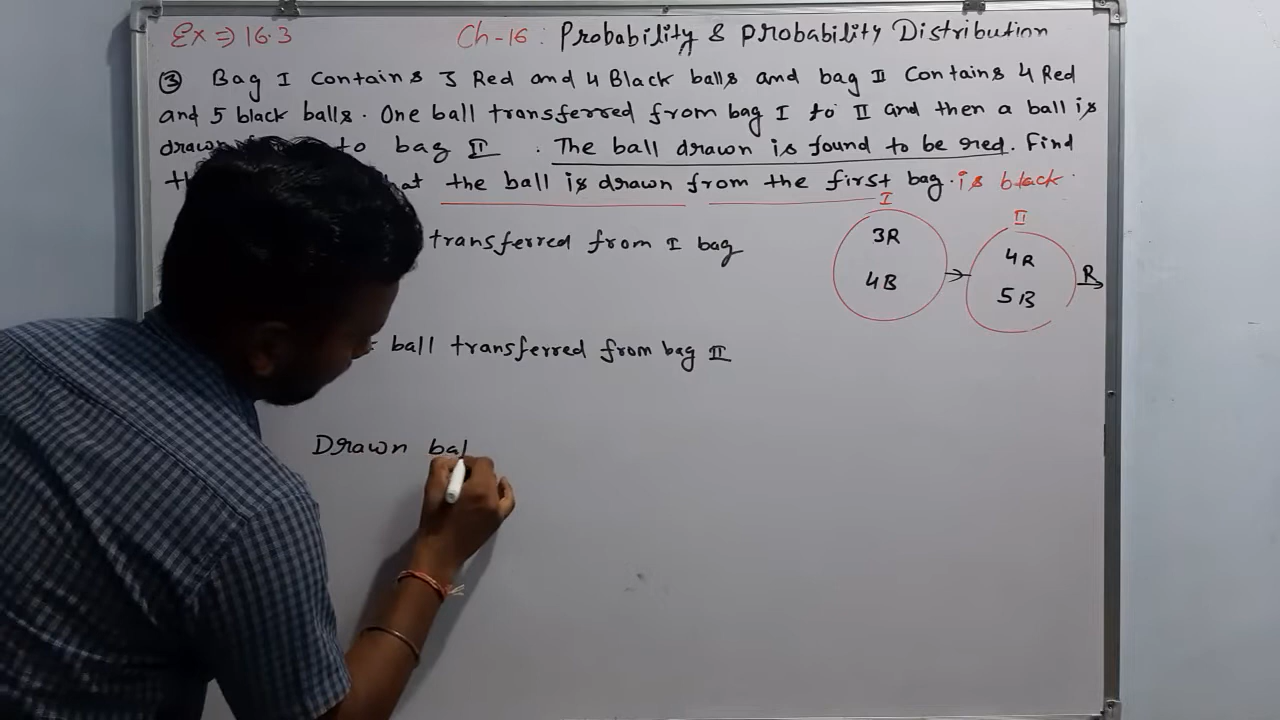 Ex ⇒ 16.3
Ch-16 : Probability & Probability Distribution
③ Bag I Contains 3 Red and 4 Black balls and bag II Contains 4 Red
and 5 black balls. One ball transferred from bag I to II and then a ball is
drawn to bag II. The ball drawn is found to be red. Find
the ball is drawn from the first bag. is black.
I
II
transferred from I bag
3R
4B
4R
5B
R
ball transferred from bag II
Drawn bal